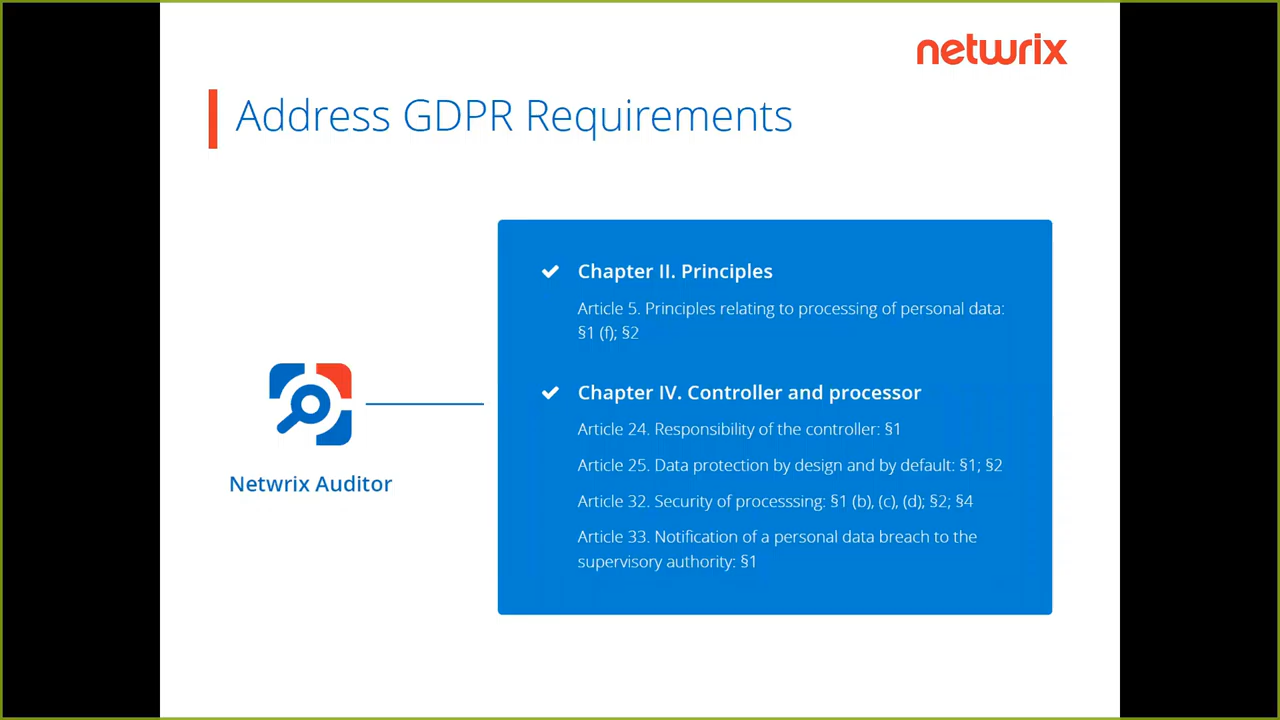 netwrix
Address GDPR Requirements
Chapter II. Principles
Article 5. Principles relating to processing of personal data:
§1 (f); §2
Chapter IV. Controller and processor
Article 24. Responsibility of the controller: §1
Article 25. Data protection by design and by default: §1; §2
Article 32. Security of processsing: §1 (b), (c), (d); §2; §4
Article 33. Notification of a personal data breach to the
supervisory authority: §1
Netwrix Auditor